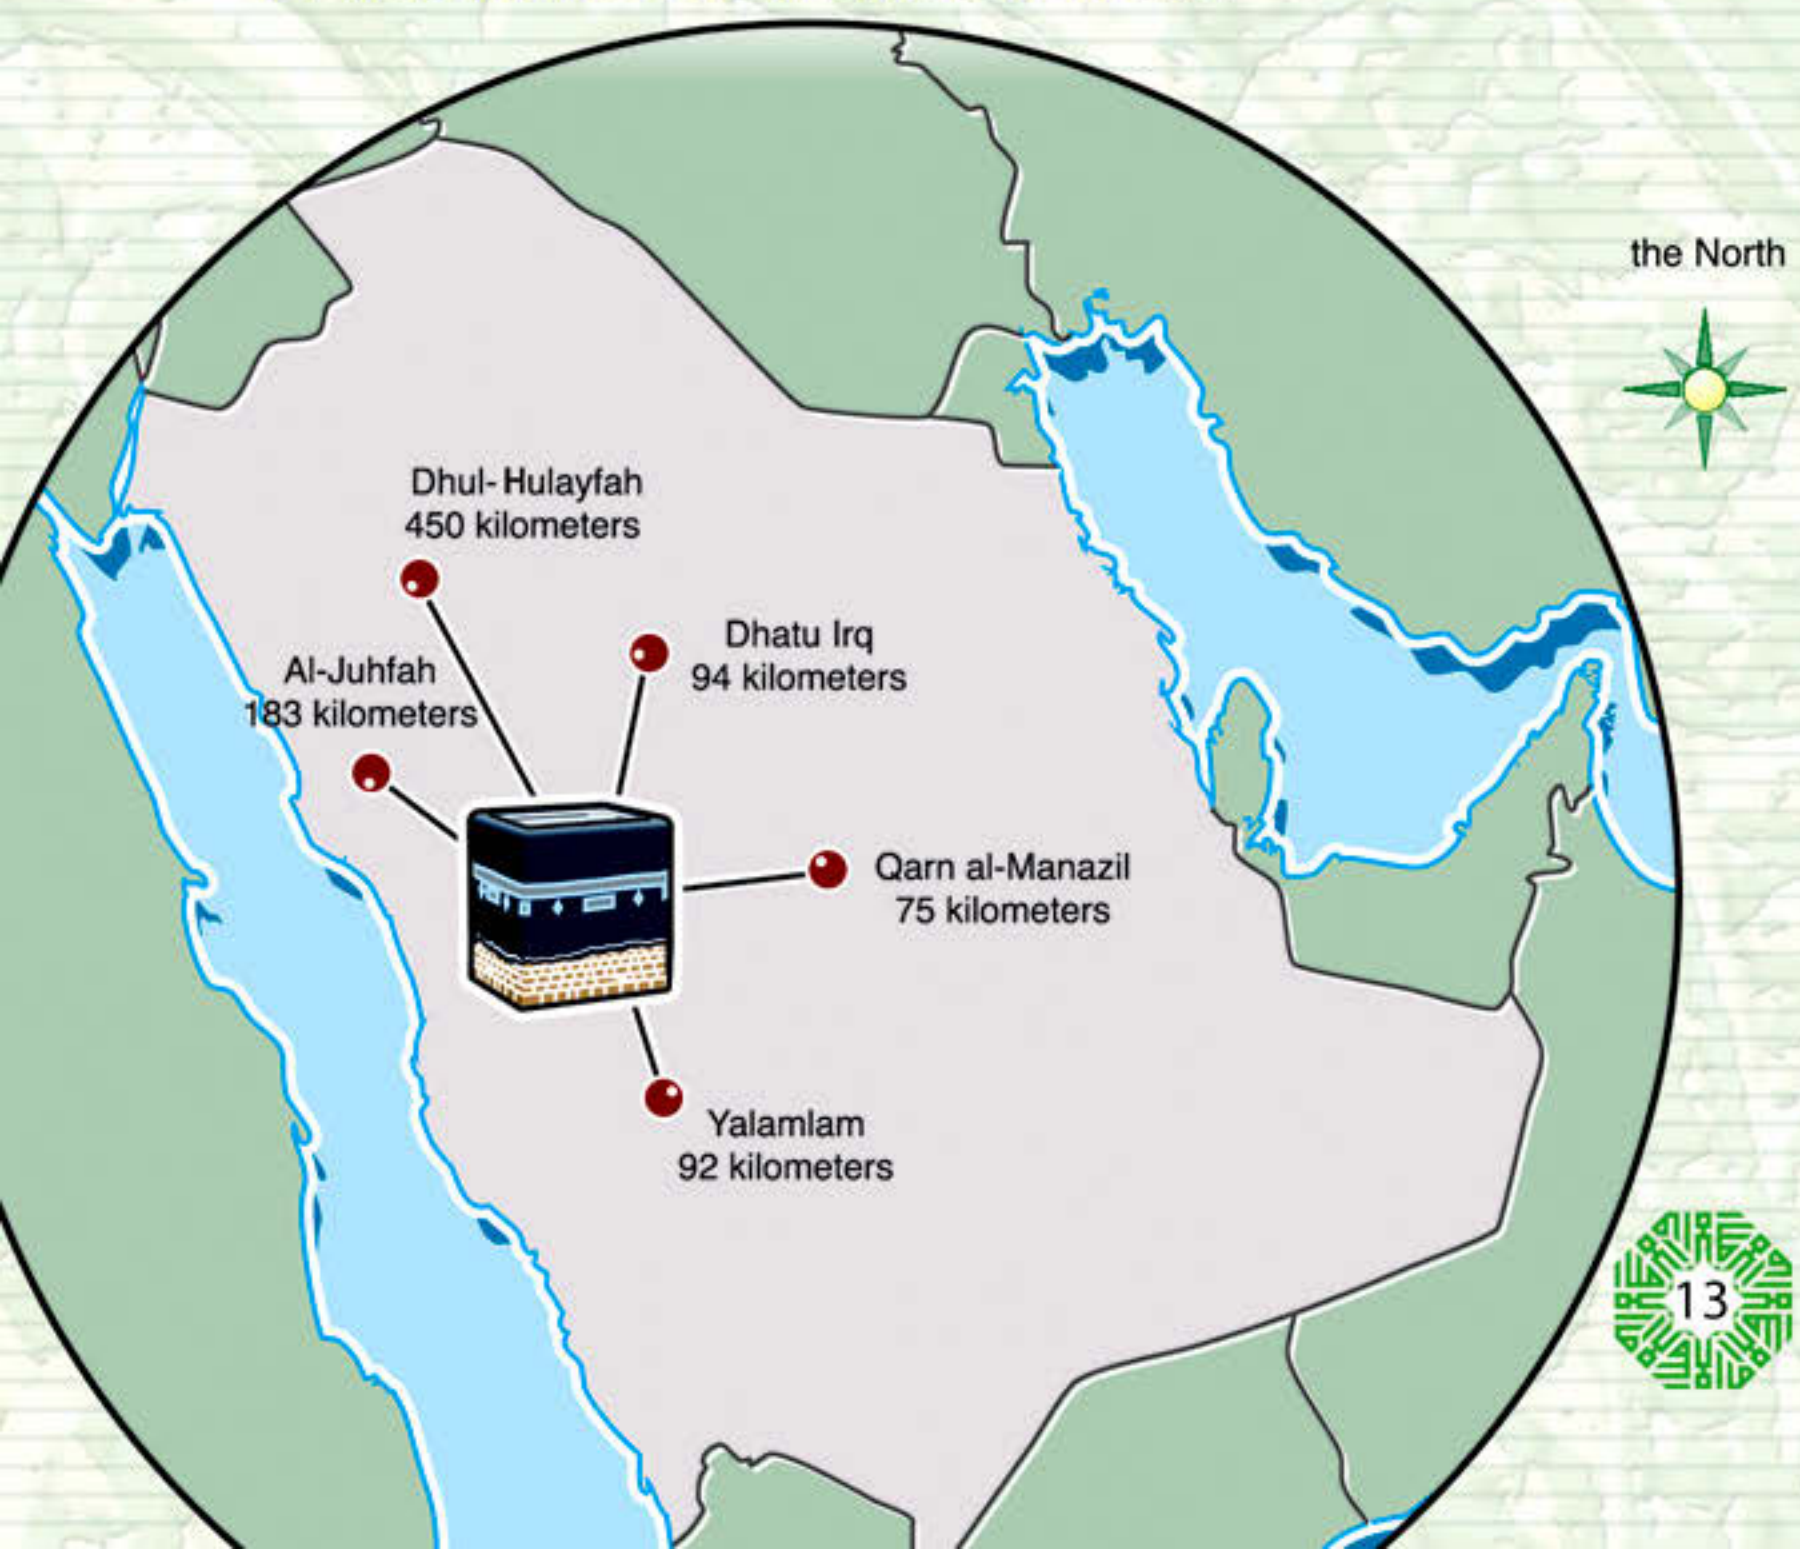 the North
Dhul-Hulayfah
450 kilometers
Dhatu Irq
94 kilometers
Al-Juhfah
183 kilometers
Qarn al-Manazil
75 kilometers
Yalamlam
92 kilometers
13